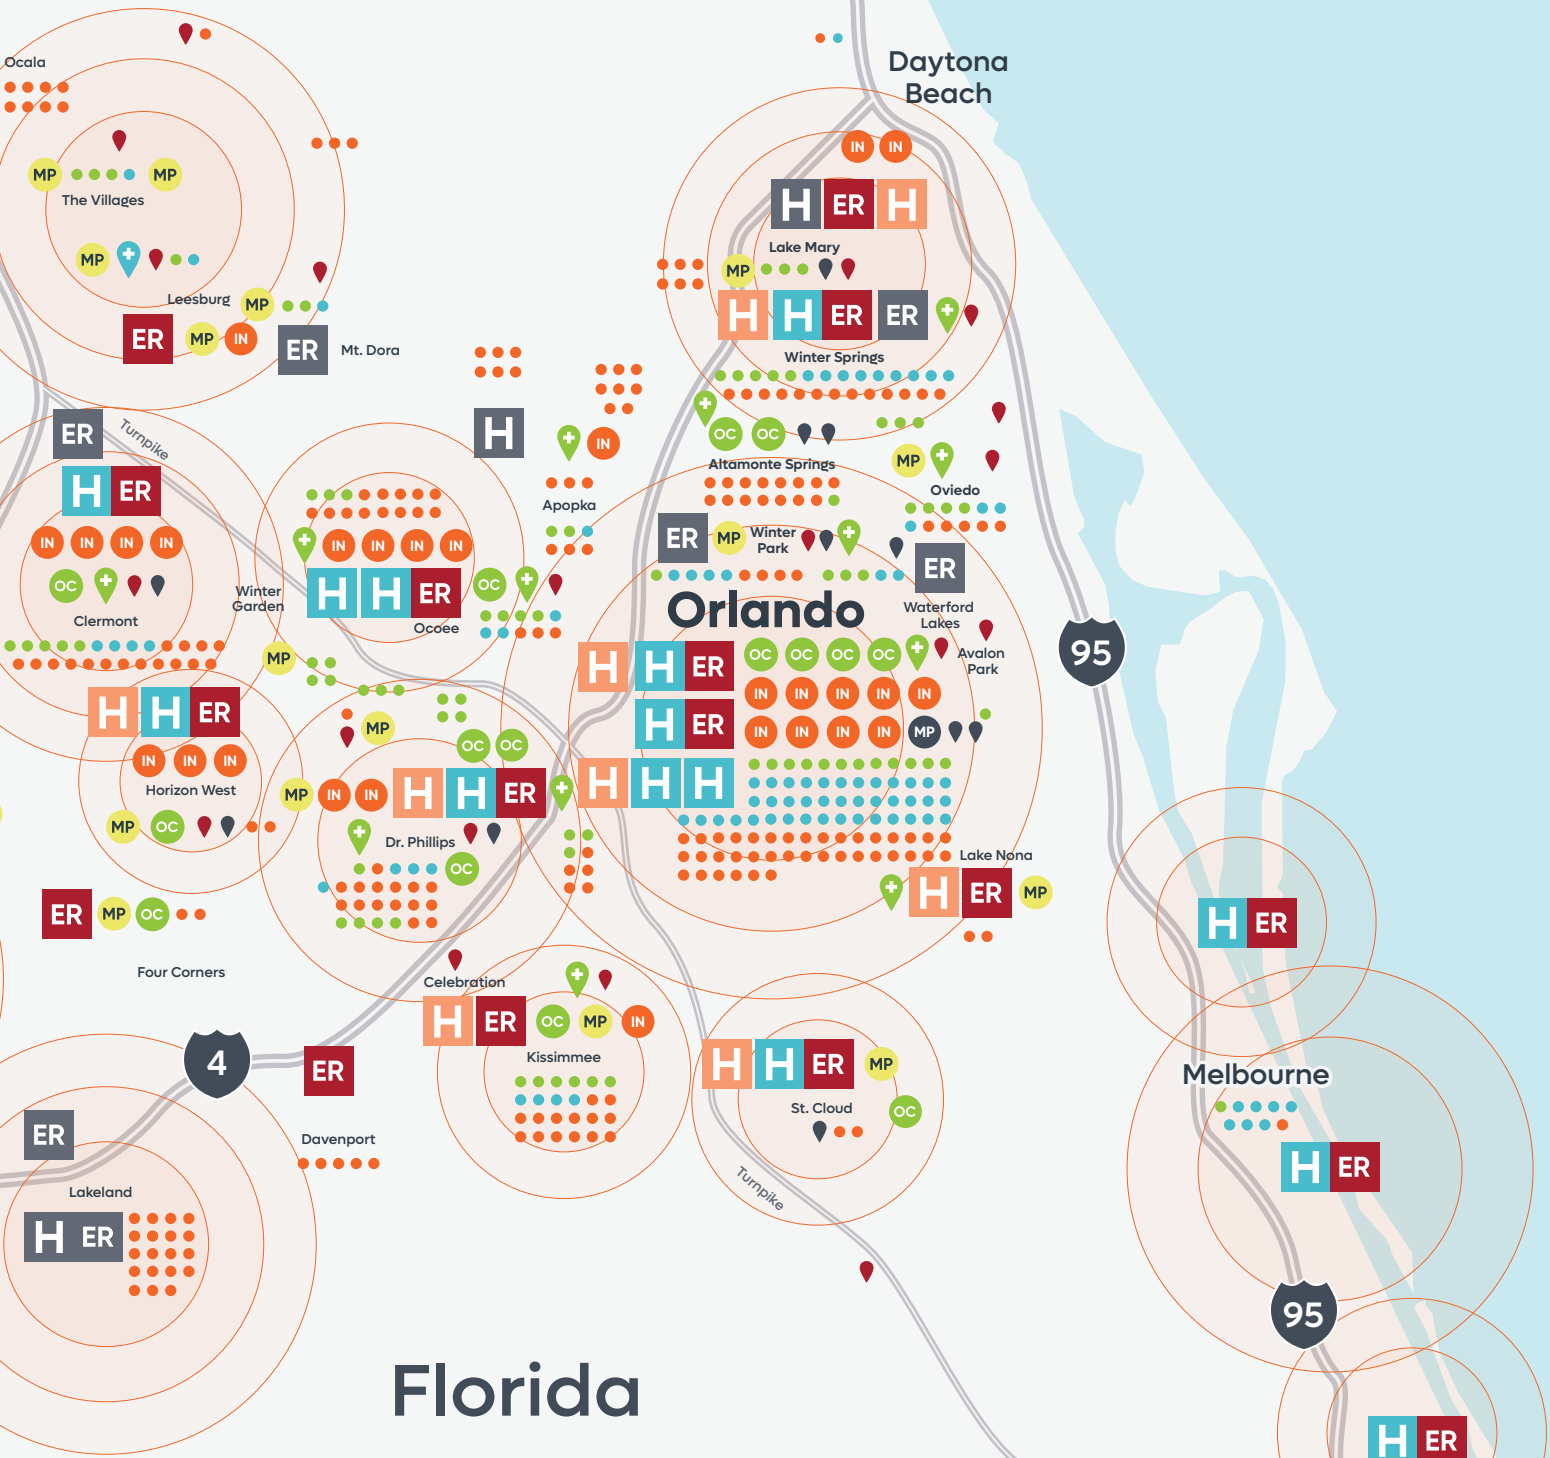 Ocala
Daytona
Beach
IN IN
MP MP
The Villages
H ER H
Lake Mary
MP
MP
Leesburg MP
H H ER ER
ER MP IN ER Mt. Dora
Winter Springs
ER Turnpike
H IN
OC OC
Altamonte Springs
MP
Oviedo
H ER
Apopka
IN IN IN IN
IN IN IN IN
ER MP Winter
Park
OC
Clermont
Winter
Garden
H H ER OC
Ocoee
ER
Waterford
Lakes
Orlando
95
MP
H H ER OC OC OC OC
Avalon
Park
IN IN IN IN IN
H H ER
MP
H ER IN IN IN IN MP
OC OC
IN IN IN
Horizon West
MP IN IN H H ER
H H H
MP OC
Dr. Phillips
OC
Lake Nona
H ER MP
ER MP OC
H ER
Four Corners
Celebration
H ER OC MP IN
Kissimmee
4
ER
H H ER MP
St. Cloud
OC
Melbourne
ER
Davenport
H ER
Lakeland
Turnpike
H ER
95
Florida
H ER